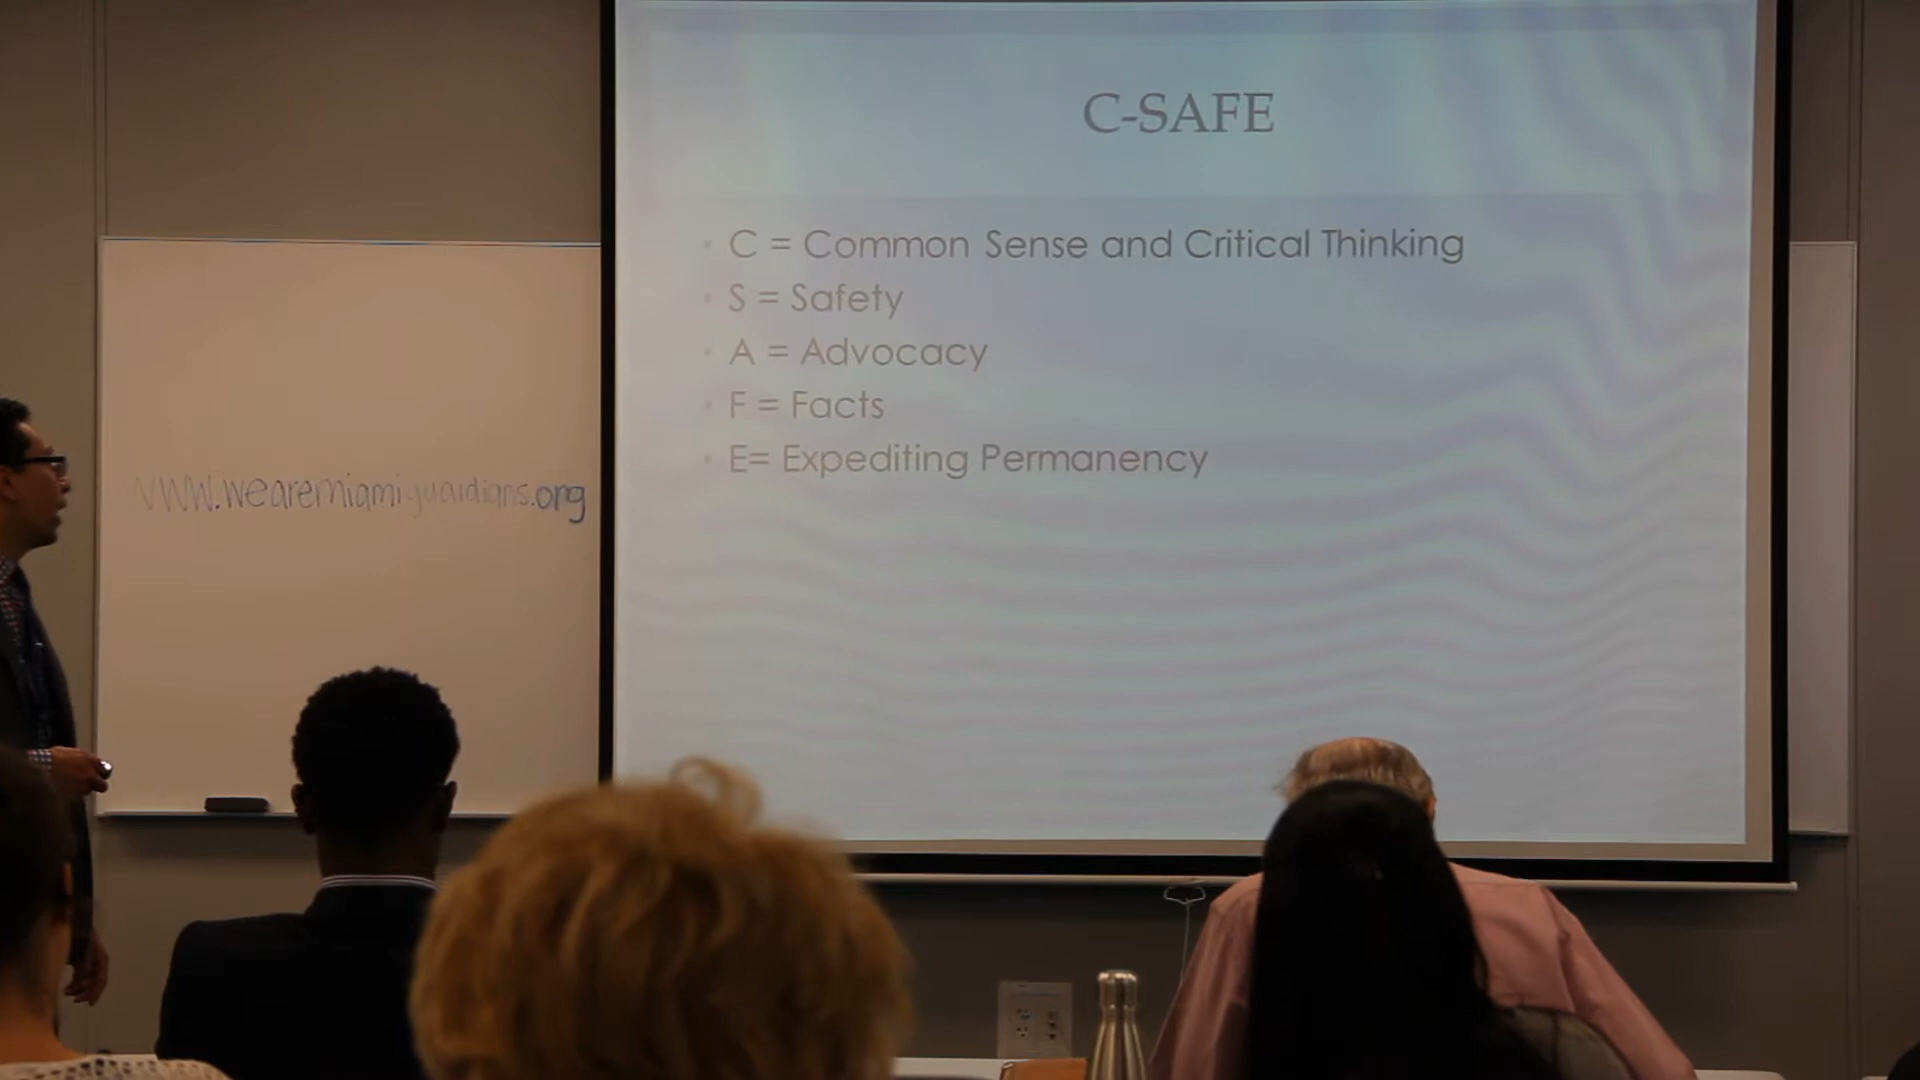 C-SAFE
C = Common Sense and Critical Thinking
S = Safety
A = Advocacy
F = Facts
E= Expediting Permanency
www.wearemiamiguardians.org